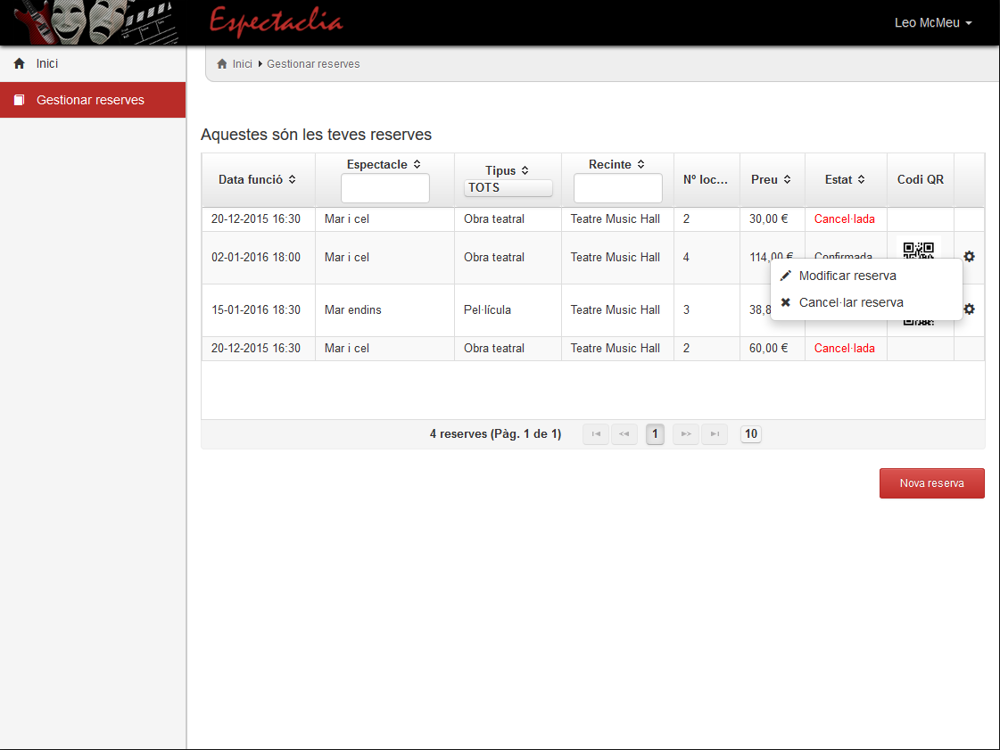 Espectaclia
Leo McMeu
Inici
Inici Gestionar reserves
Gestionar reserves
Aquestes són les teves reserves
Data funció Espectacle Tipus Recinte Nº loc... Preu Estat Codi QR
TOTS
20-12-2015 16:30 Mar i cel Obra teatral Teatre Music Hall 2 30,00 € Cancel·lada
02-01-2016 18:00 Mar i cel Obra teatral Teatre Music Hall 4 114,00 € Confirmada
Modificar reserva
Cancel·lar reserva
15-01-2016 18:30 Mar endins Pel·lícula Teatre Music Hall 3 38,8
20-12-2015 16:30 Mar i cel Obra teatral Teatre Music Hall 2 60,00 € Cancel·lada
4 reserves (Pàg. 1 de 1) 1 10
Nova reserva